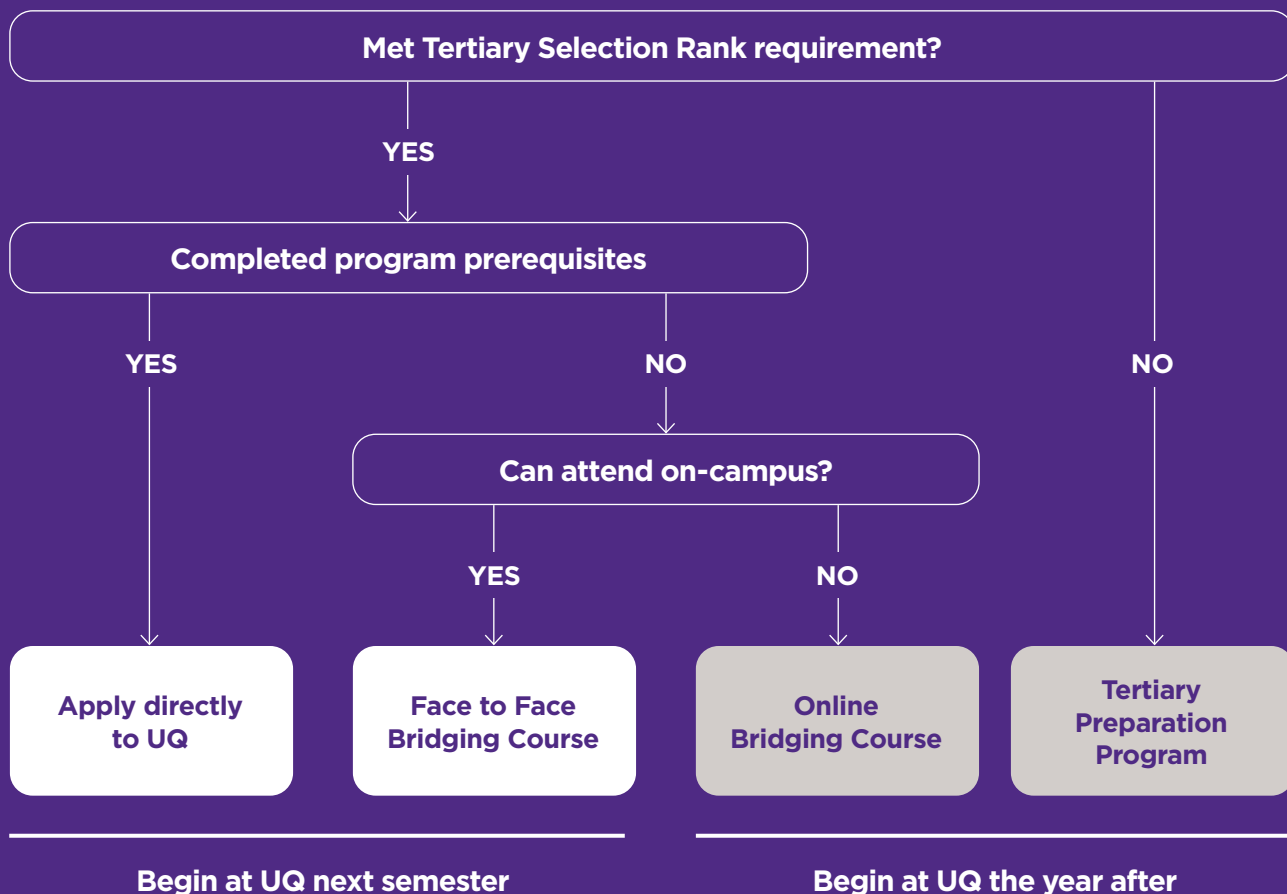 Met Tertiary Selection Rank requirement?
YES
Completed program prerequisites
YES
NO
NO
Can attend on-campus?
YES
NO
Apply directly
to UQ
Face to Face
Bridging Course
Online
Bridging Course
Tertiary
Preparation
Program
Begin at UQ next semester
Begin at UQ the year after